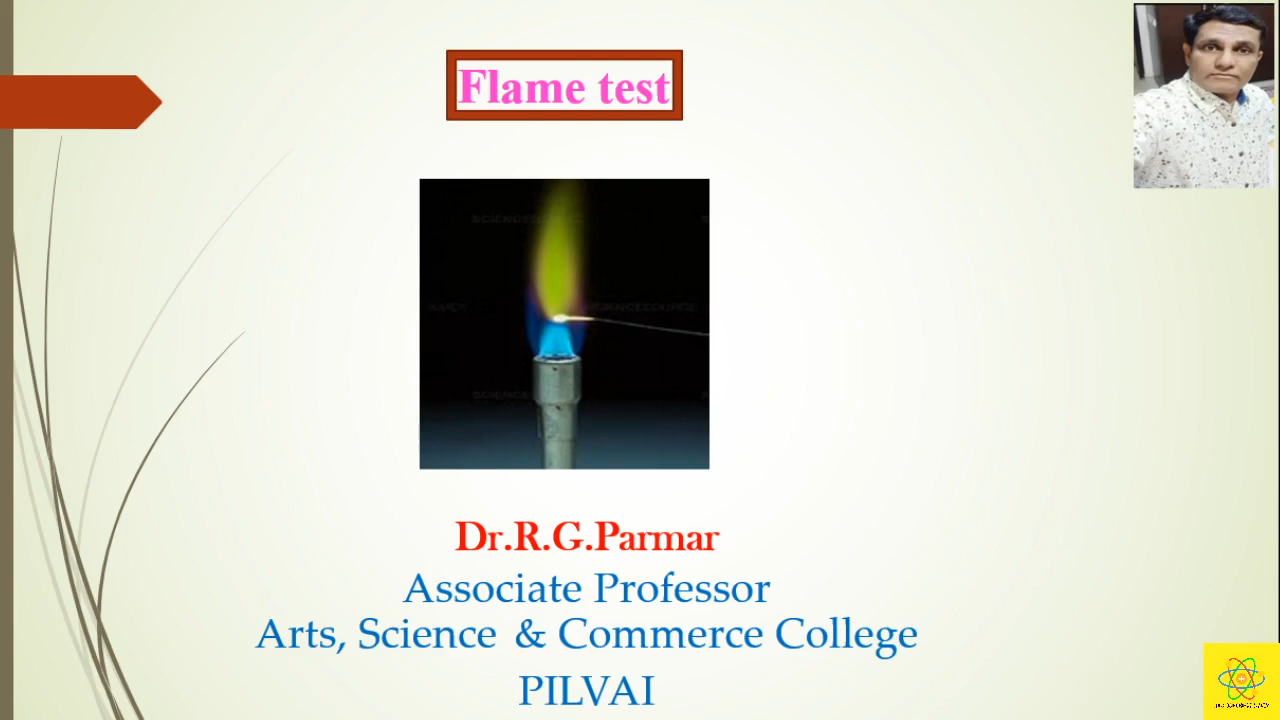 Flame test
Dr.R.G.Parmar
Associate Professor
Arts, Science & Commerce College
PILVAI